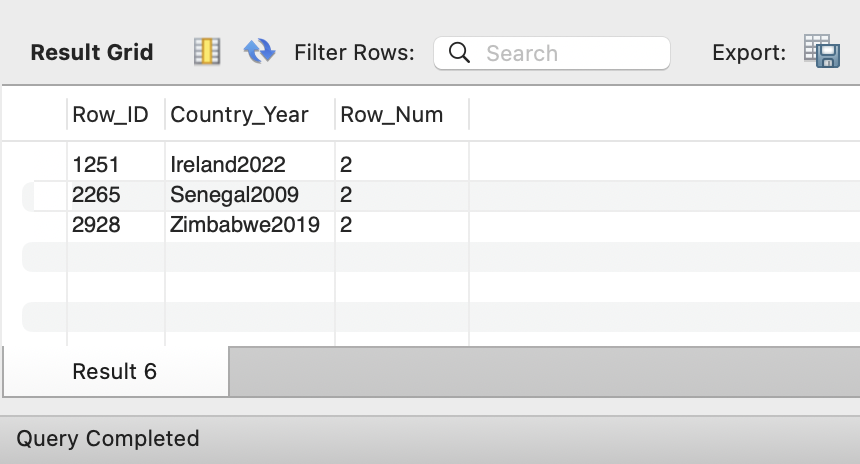 Result Grid Filter Rows: Search Export:
Row_ID Country_Year Row_Num
1251 Ireland2022 2
2265 Senegal2009 2
2928 Zimbabwe2019 2
Result 6
Query Completed